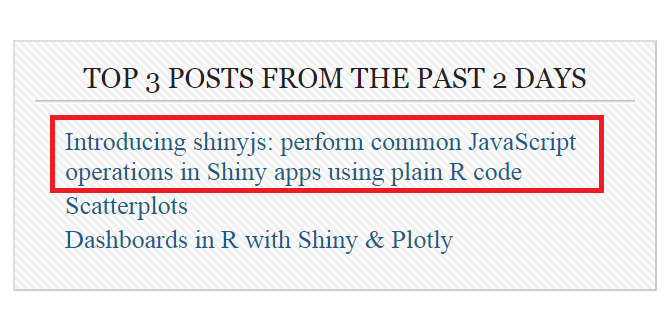 TOP 3 POSTS FROM THE PAST 2 DAYS
Introducing shinyjs: perform common JavaScript
operations in Shiny apps using plain R code
Scatterplots
Dashboards in R with Shiny & Plotly